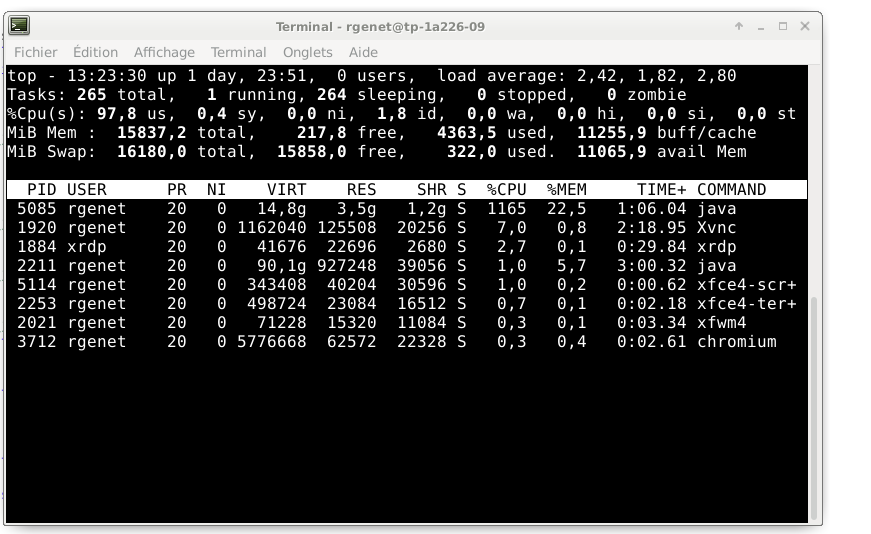 Terminal - rgenet@tp-1a226-09
Fichier Édition Affichage Terminal Onglets Aide
top - 13:23:30 up 1 day, 23:51,  0 users,  load average: 2,42, 1,82, 2,80
Tasks: 265 total,   1 running, 264 sleeping,   0 stopped,   0 zombie
%Cpu(s): 97,8 us,  0,4 sy,  0,0 ni,  1,8 id,  0,0 wa,  0,0 hi,  0,0 si,  0,0 st
MiB Mem :  15837,2 total,    217,8 free,   4363,5 used,  11255,9 buff/cache
MiB Swap:  16180,0 total,  15858,0 free,    322,0 used.  11065,9 avail Mem
PID USER      PR  NI    VIRT    RES    SHR S  %CPU  %MEM     TIME+ COMMAND
5085 rgenet    20   0   14,8g   3,5g   1,2g S  1165  22,5   1:06.04 java
1920 rgenet    20   0 1162040 125508  20256 S   7,0   0,8   2:18.95 Xvnc
1884 xrdp      20   0   41676  22696   2680 S   2,7   0,1   0:29.84 xrdp
2211 rgenet    20   0   90,1g 927248  39056 S   1,0   5,7   3:00.32 java
5114 rgenet    20   0  343408  40204  30596 S   1,0   0,2   0:00.62 xfce4-scr+
2253 rgenet    20   0  498724  23084  16512 S   0,7   0,1   0:02.18 xfce4-ter+
2021 rgenet    20   0   71228  15320  11084 S   0,3   0,1   0:03.34 xfwm4
3712 rgenet    20   0 5776668  62572  22328 S   0,3   0,4   0:02.61 chromium